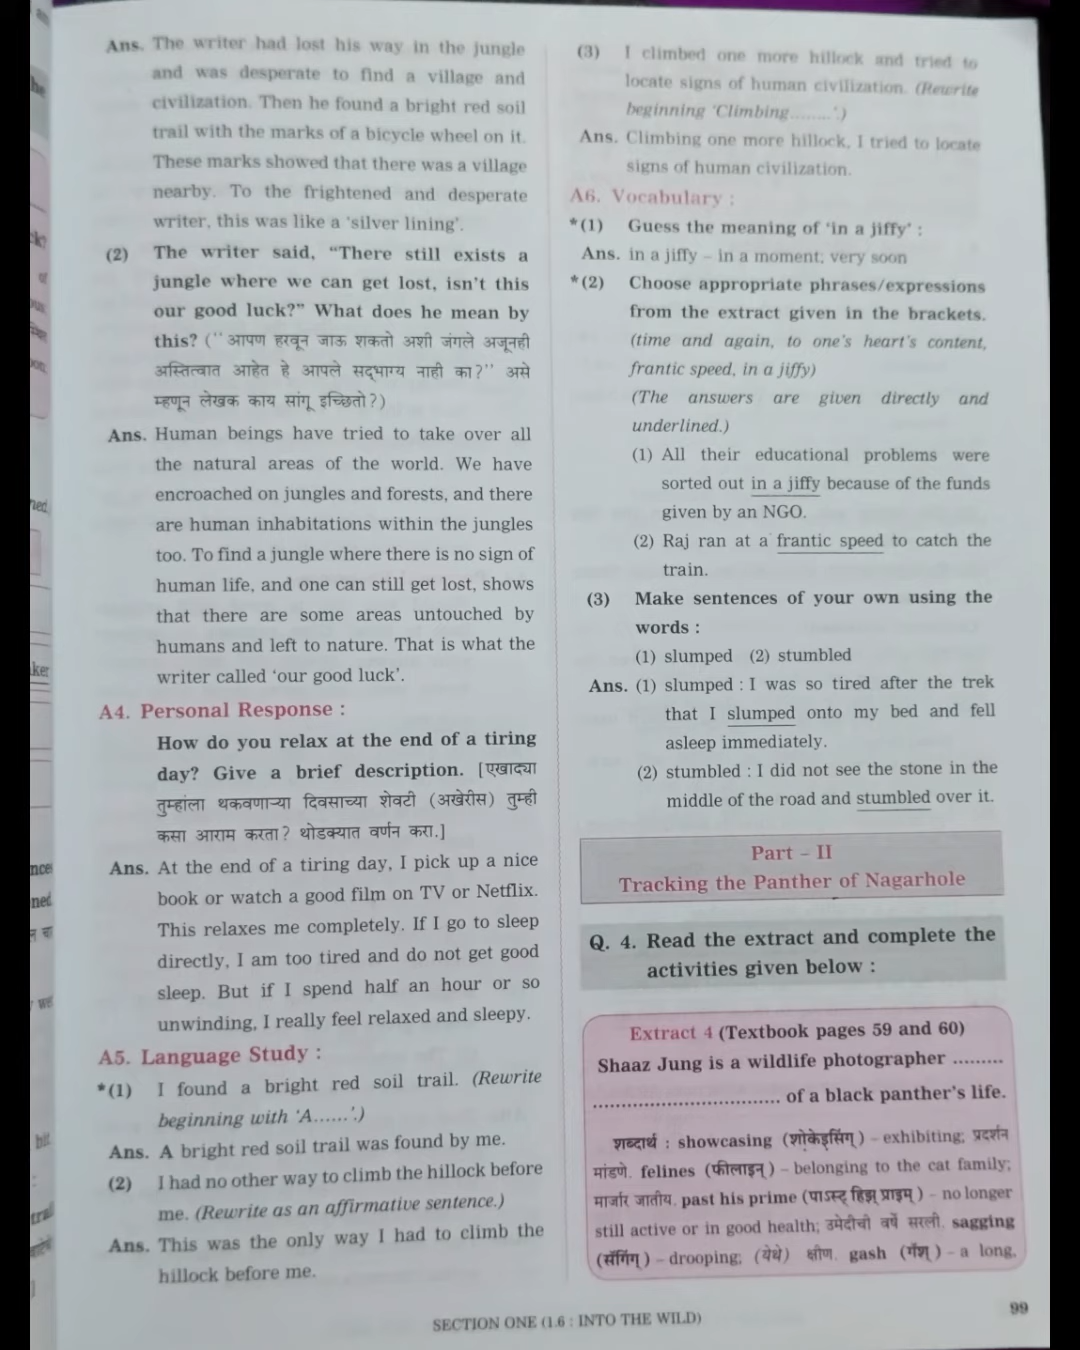 Ans. The writer had lost his way in the jungle
and was desperate to find a village and
civilization. Then he found a bright red soil
trail with the marks of a bicycle wheel on it.
These marks showed that there was a village
nearby. To the frightened and desperate
writer, this was like a 'silver lining'.
(2) The writer said, "There still exists a
jungle where we can get lost, isn't this
our good luck?" What does he mean by
this? ('' आपण हरवून जाऊ शकतो अशी जंगले अजूनही
अस्तित्वात आहेत हे आपले सद्भाग्य नाही का?'' असे
म्हणून लेखक काय सांगू इच्छितो?)
Ans. Human beings have tried to take over all
the natural areas of the world. We have
encroached on jungles and forests, and there
are human inhabitations within the jungles
too. To find a jungle where there is no sign of
human life, and one can still get lost, shows
that there are some areas untouched by
humans and left to nature. That is what the
writer called 'our good luck'.
A4. Personal Response :
How do you relax at the end of a tiring
day? Give a brief description. [एखाद्या
तुम्हांला थकवणाऱ्या दिवसाच्या शेवटी (अखेरीस) तुम्ही
कसा आराम करता? थोडक्यात वर्णन करा.]
Ans. At the end of a tiring day, I pick up a nice
book or watch a good film on TV or Netflix.
This relaxes me completely. If I go to sleep
directly, I am too tired and do not get good
sleep. But if I spend half an hour or so
unwinding, I really feel relaxed and sleepy.
A5. Language Study :
*(1) I found a bright red soil trail. (Rewrite
beginning with 'A......'.)
Ans. A bright red soil trail was found by me.
(2) I had no other way to climb the hillock before
me. (Rewrite as an affirmative sentence.)
Ans. This was the only way I had to climb the
hillock before me.
(3) I climbed one more hillock and tried to
locate signs of human civilization. (Rewrite
beginning 'Climbing........'.)
Ans. Climbing one more hillock, I tried to locate
signs of human civilization.
A6. Vocabulary :
*(1) Guess the meaning of 'in a jiffy' :
Ans. in a jiffy – in a moment; very soon
*(2) Choose appropriate phrases/expressions
from the extract given in the brackets.
(time and again, to one's heart's content,
frantic speed, in a jiffy)
(The answers are given directly and
underlined.)
(1) All their educational problems were
sorted out in a jiffy because of the funds
given by an NGO.
(2) Raj ran at a frantic speed to catch the
train.
(3) Make sentences of your own using the
words :
(1) slumped (2) stumbled
Ans. (1) slumped : I was so tired after the trek
that I slumped onto my bed and fell
asleep immediately.
(2) stumbled : I did not see the stone in the
middle of the road and stumbled over it.
Part – II
Tracking the Panther of Nagarhole
Q. 4. Read the extract and complete the
activities given below :
Extract 4 (Textbook pages 59 and 60)
Shaaz Jung is a wildlife photographer .........
................................. of a black panther's life.
शब्दार्थ : showcasing (शोकेइसिंग्) – exhibiting; प्रदर्शन
मांडणे. felines (फीलाइन्) – belonging to the cat family;
मार्जार जातीय. past his prime (पाऽस्ट् हिझ् प्राइम्) – no longer
still active or in good health; उमेदीची वर्षे सरली. sagging
(सॅगिंग्) – drooping; (येथे) क्षीण. gash (गॅश्) – a long,
SECTION ONE (1.6 : INTO THE WILD)
99